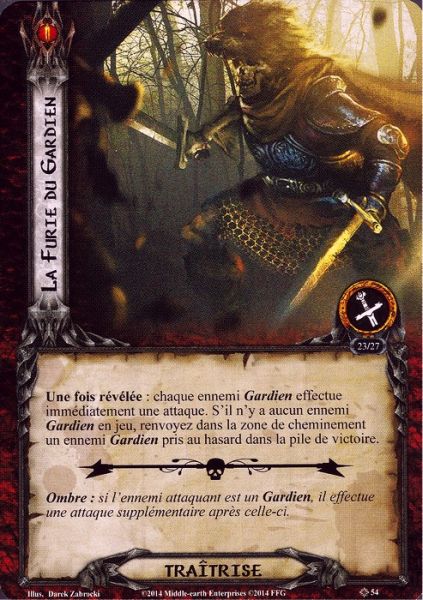 La Furie du Gardien
23/27
Une fois révélée : chaque ennemi Gardien effectue
immédiatement une attaque. S'il n'y a aucun ennemi
Gardien en jeu, renvoyez dans la zone de cheminement
un ennemi Gardien pris au hasard dans la pile de victoire.
Ombre : si l'ennemi attaquant est un Gardien, il effectue
une attaque supplémentaire après celle-ci.
TRAÎTRISE
Illus. Darek Zabrocki
©2014 Middle-earth Enterprises ©2014 FFG
54